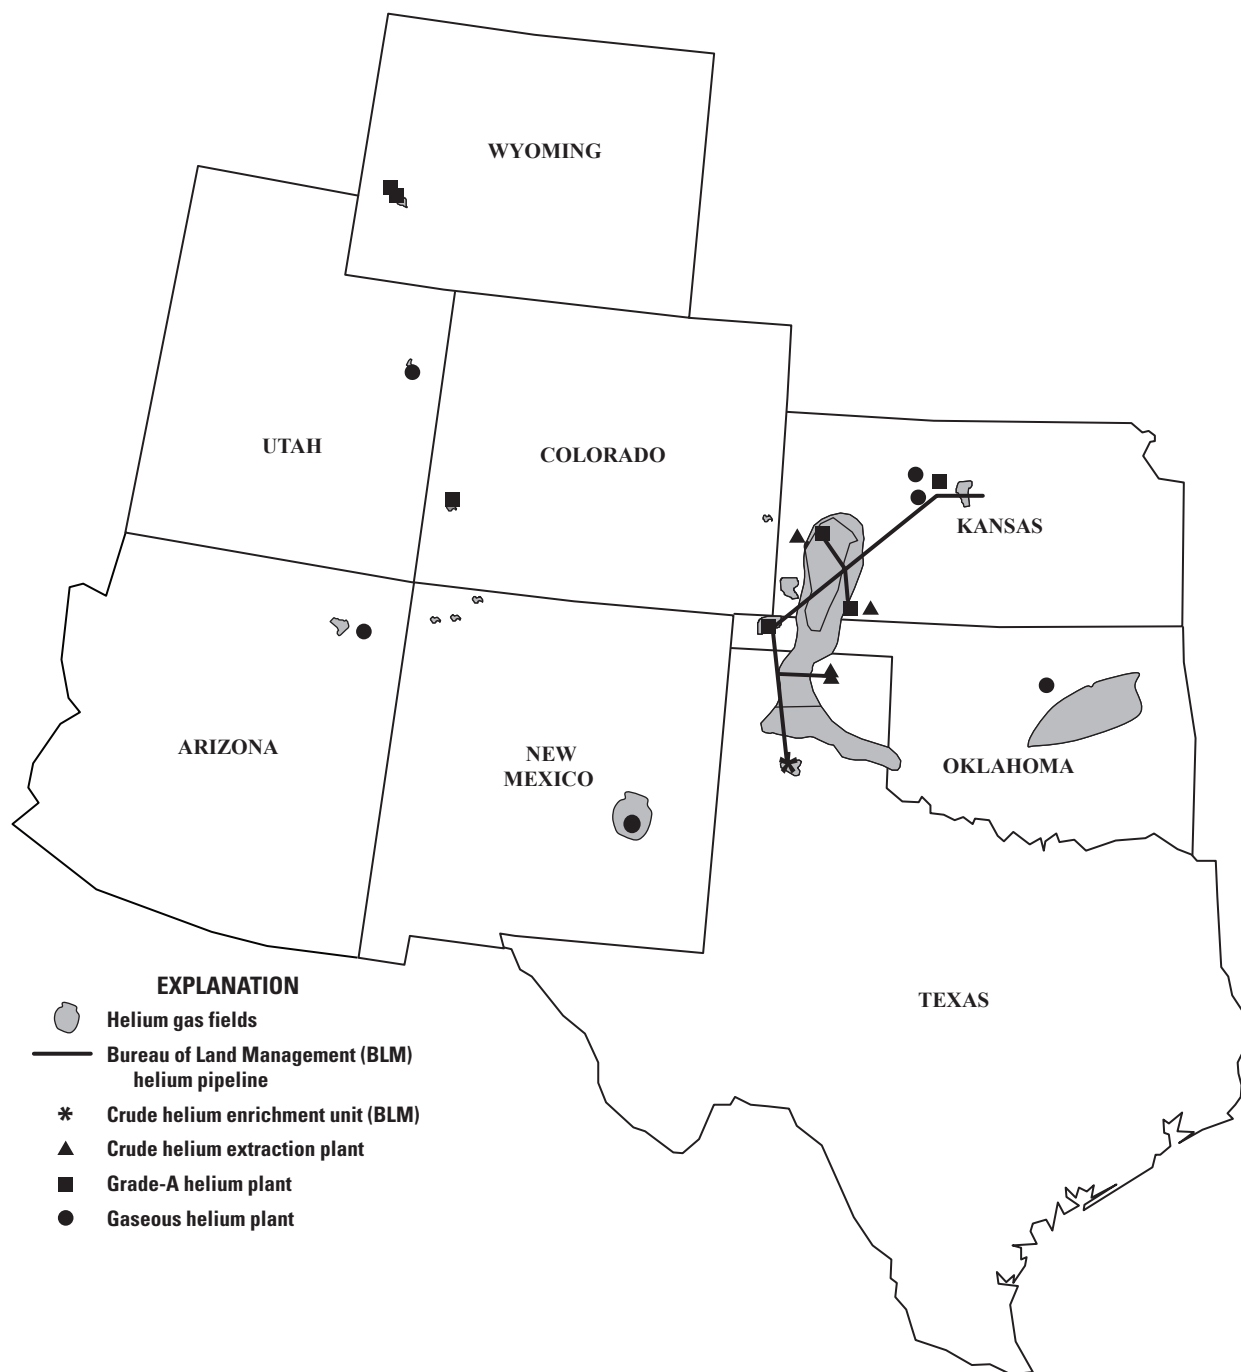 WYOMING
UTAH
COLORADO
KANSAS
ARIZONA
NEW
MEXICO
OKLAHOMA
TEXAS
EXPLANATION
Helium gas fields
Bureau of Land Management (BLM)
helium pipeline
Crude helium enrichment unit (BLM)
Crude helium extraction plant
Grade-A helium plant
Gaseous helium plant